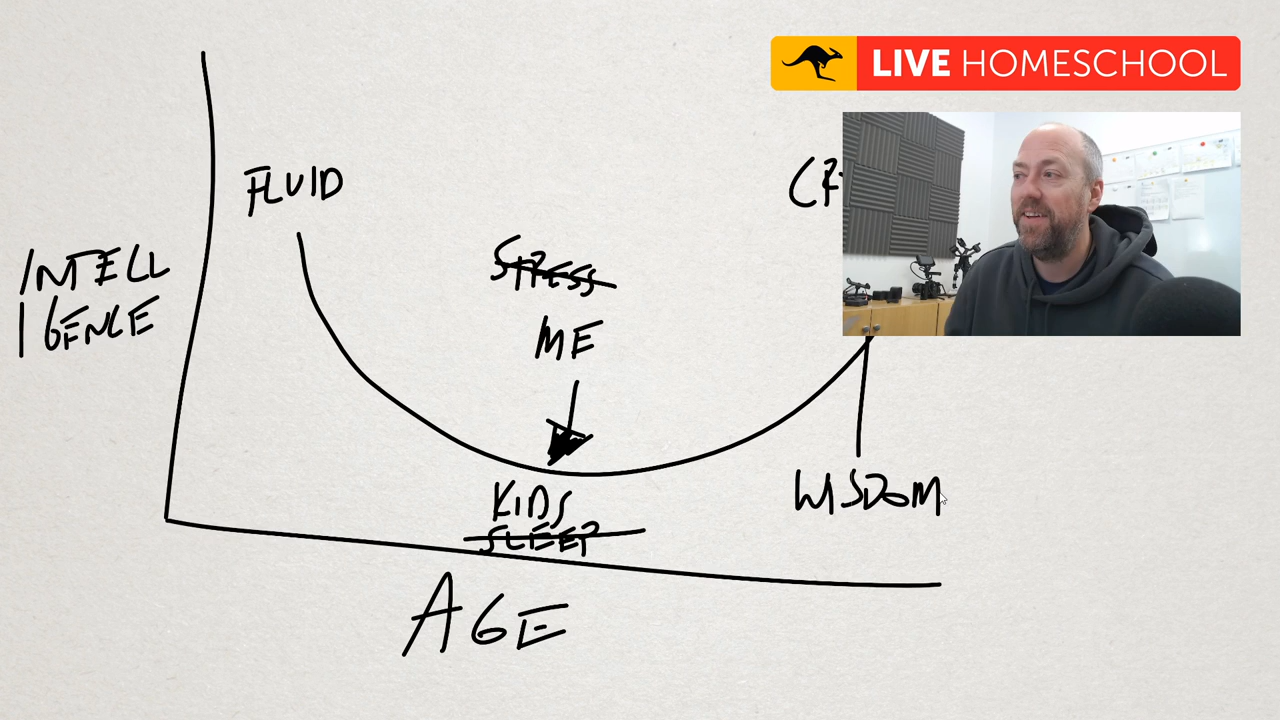 LIVE HOMESCHOOL
FLUID
INTELL
IGENCE
STRESS
ME
KIDS
SLEEP
WISDOM
AGE